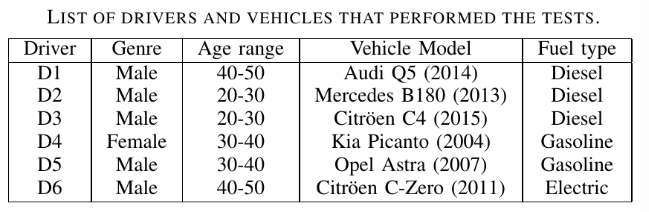 LIST OF DRIVERS AND VEHICLES THAT PERFORMED THE TESTS.
Driver Genre Age range Vehicle Model Fuel type
D1 Male 40-50 Audi Q5 (2014) Diesel
D2 Male 20-30 Mercedes B180 (2013) Diesel
D3 Male 20-30 Citröen C4 (2015) Diesel
D4 Female 30-40 Kia Picanto (2004) Gasoline
D5 Male 30-40 Opel Astra (2007) Gasoline
D6 Male 40-50 Citröen C-Zero (2011) Electric